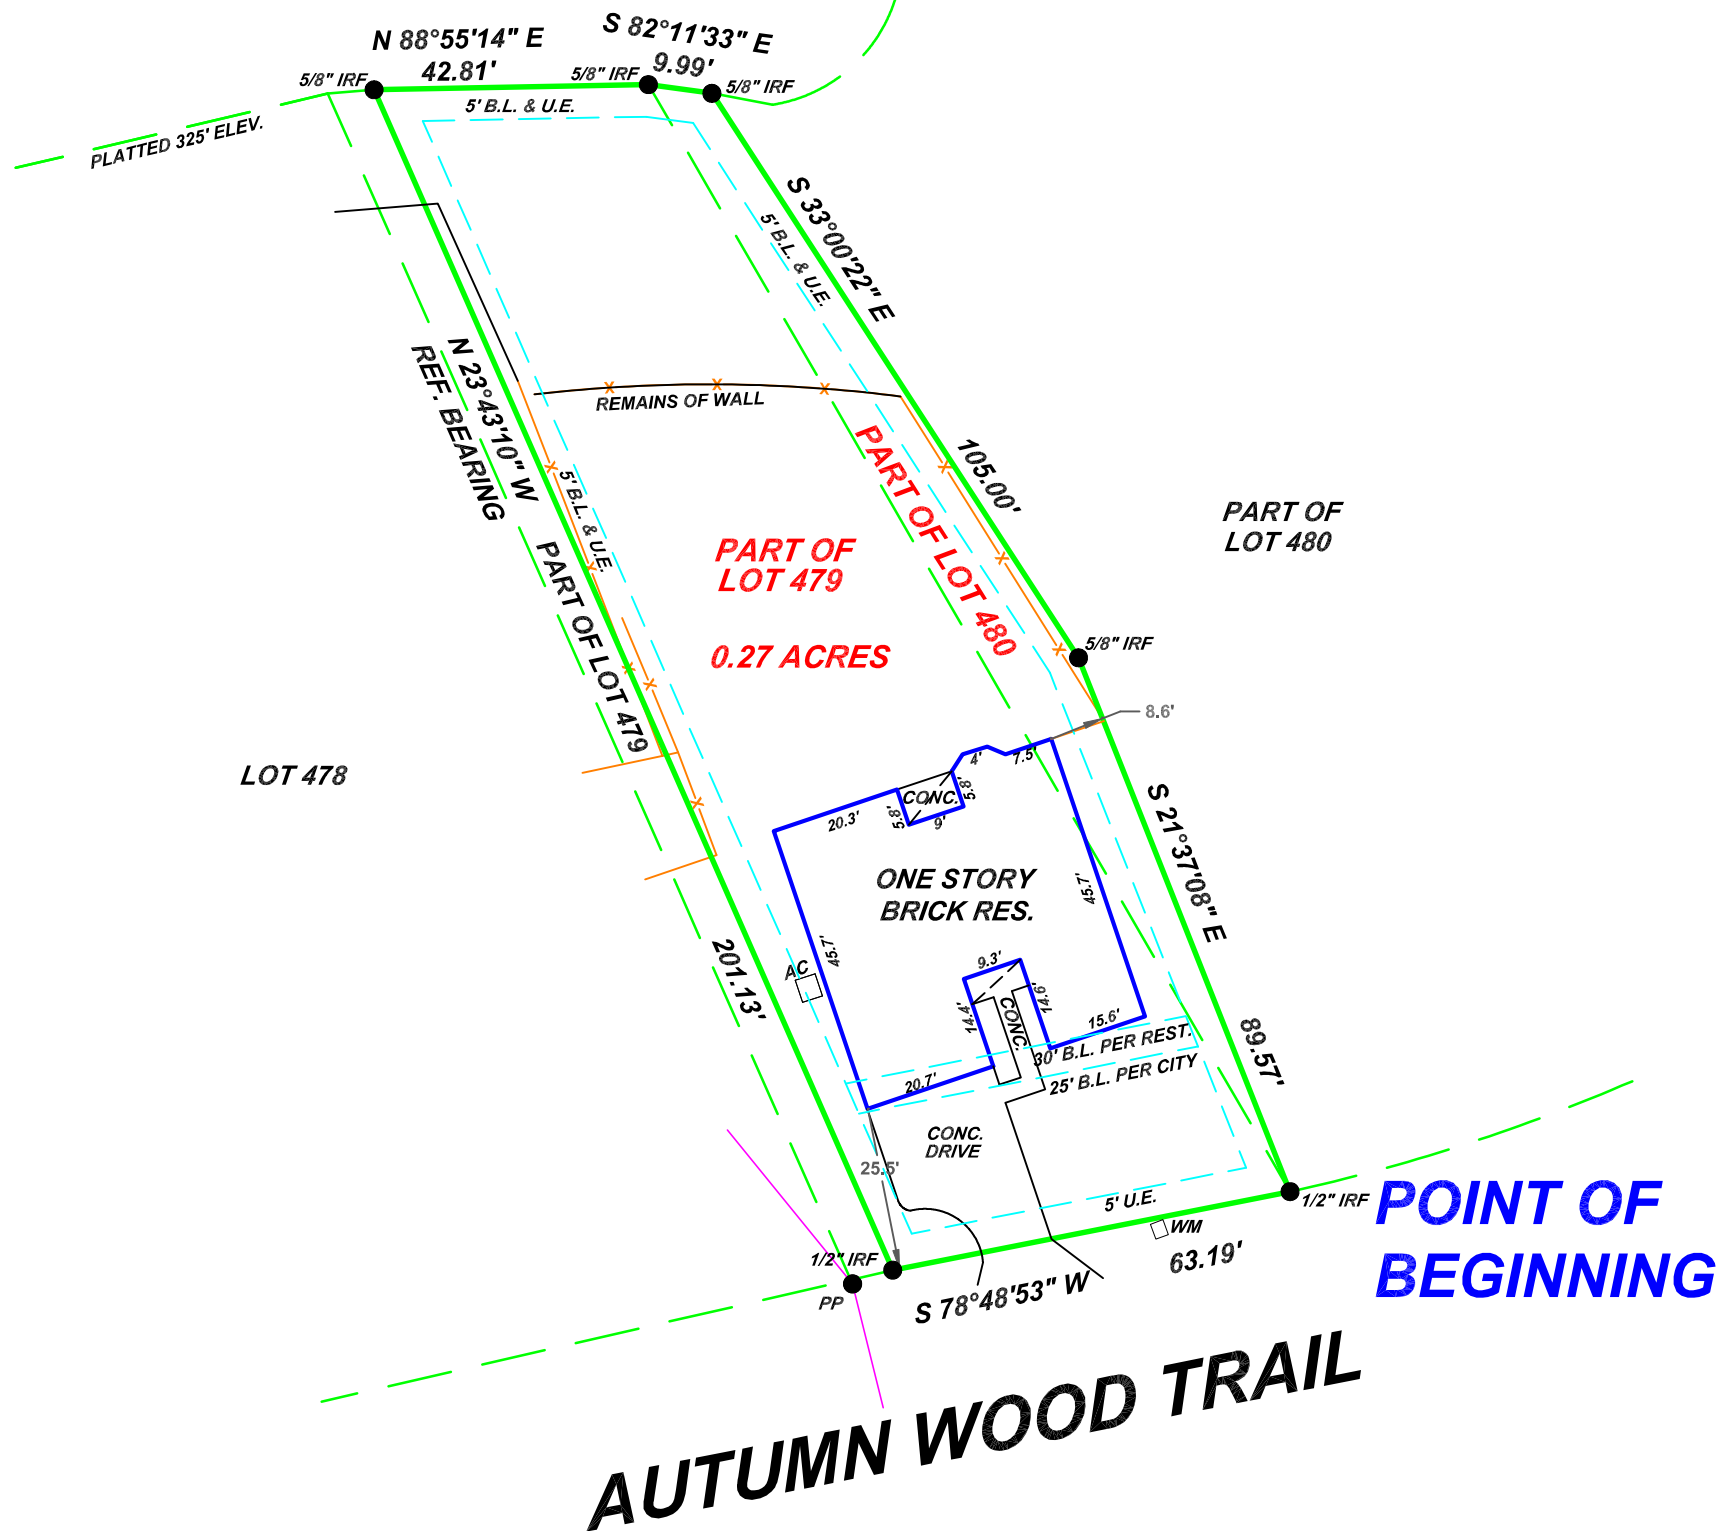 N 88°55'14" E
42.81'
S 82°11'33" E
9.99'
5/8" IRF
5/8" IRF
5/8" IRF
5' B.L. & U.E.
PLATTED 325' ELEV.
S 33°00'22" E
5' B.L. & U.E.
N 23°43'10" W
REF. BEARING
REMAINS OF WALL
105.00'
PART OF LOT 480
PART OF
LOT 480
5' B.L. & U.E.
PART OF
LOT 479
0.27 ACRES
PART OF LOT 479
5/8" IRF
8.6'
LOT 478
4'
7.5'
CONC.
5.8'
5.8'
9'
20.3'
S 21°37'08" E
ONE STORY
BRICK RES.
45.7'
45.7'
201.13'
AC
9.3'
14.4'
14.6'
CONC.
15.6'
30' B.L. PER REST.
25' B.L. PER CITY
20.7'
89.57'
CONC.
DRIVE
25.5'
5' U.E.
WM
1/2" IRF
POINT OF
BEGINNING
1/2" IRF
PP
63.19'
S 78°48'53" W
AUTUMN WOOD TRAIL